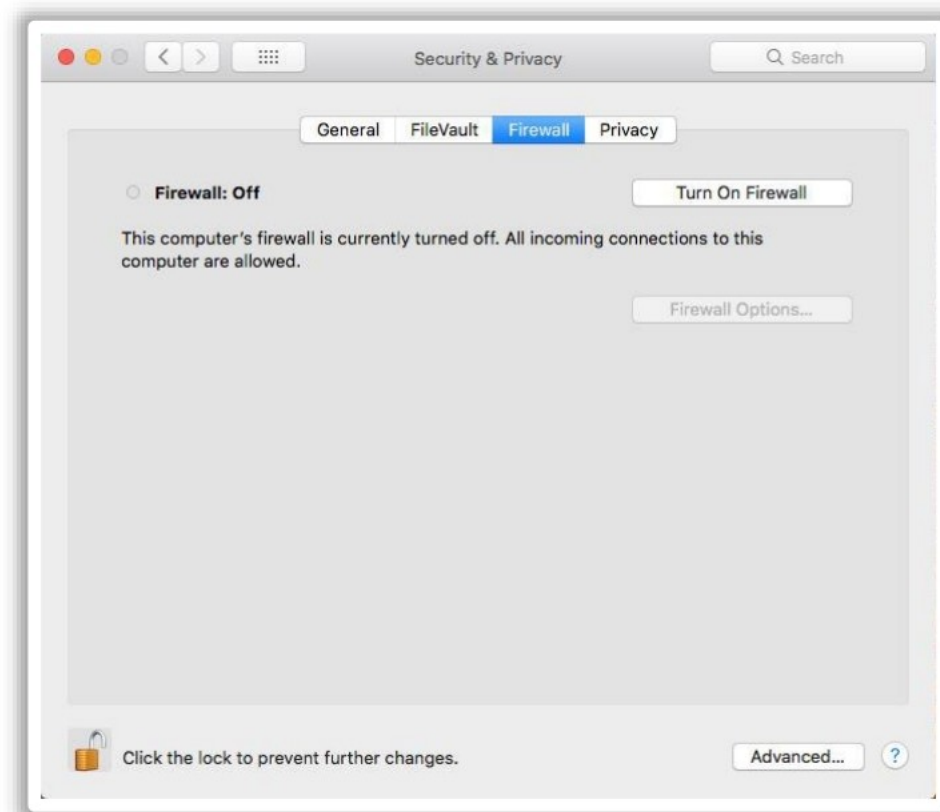 Security & Privacy
Search
General FileVault Firewall Privacy
Firewall: Off
Turn On Firewall
This computer's firewall is currently turned off. All incoming connections to this
computer are allowed.
Firewall Options...
Click the lock to prevent further changes.
Advanced... ?